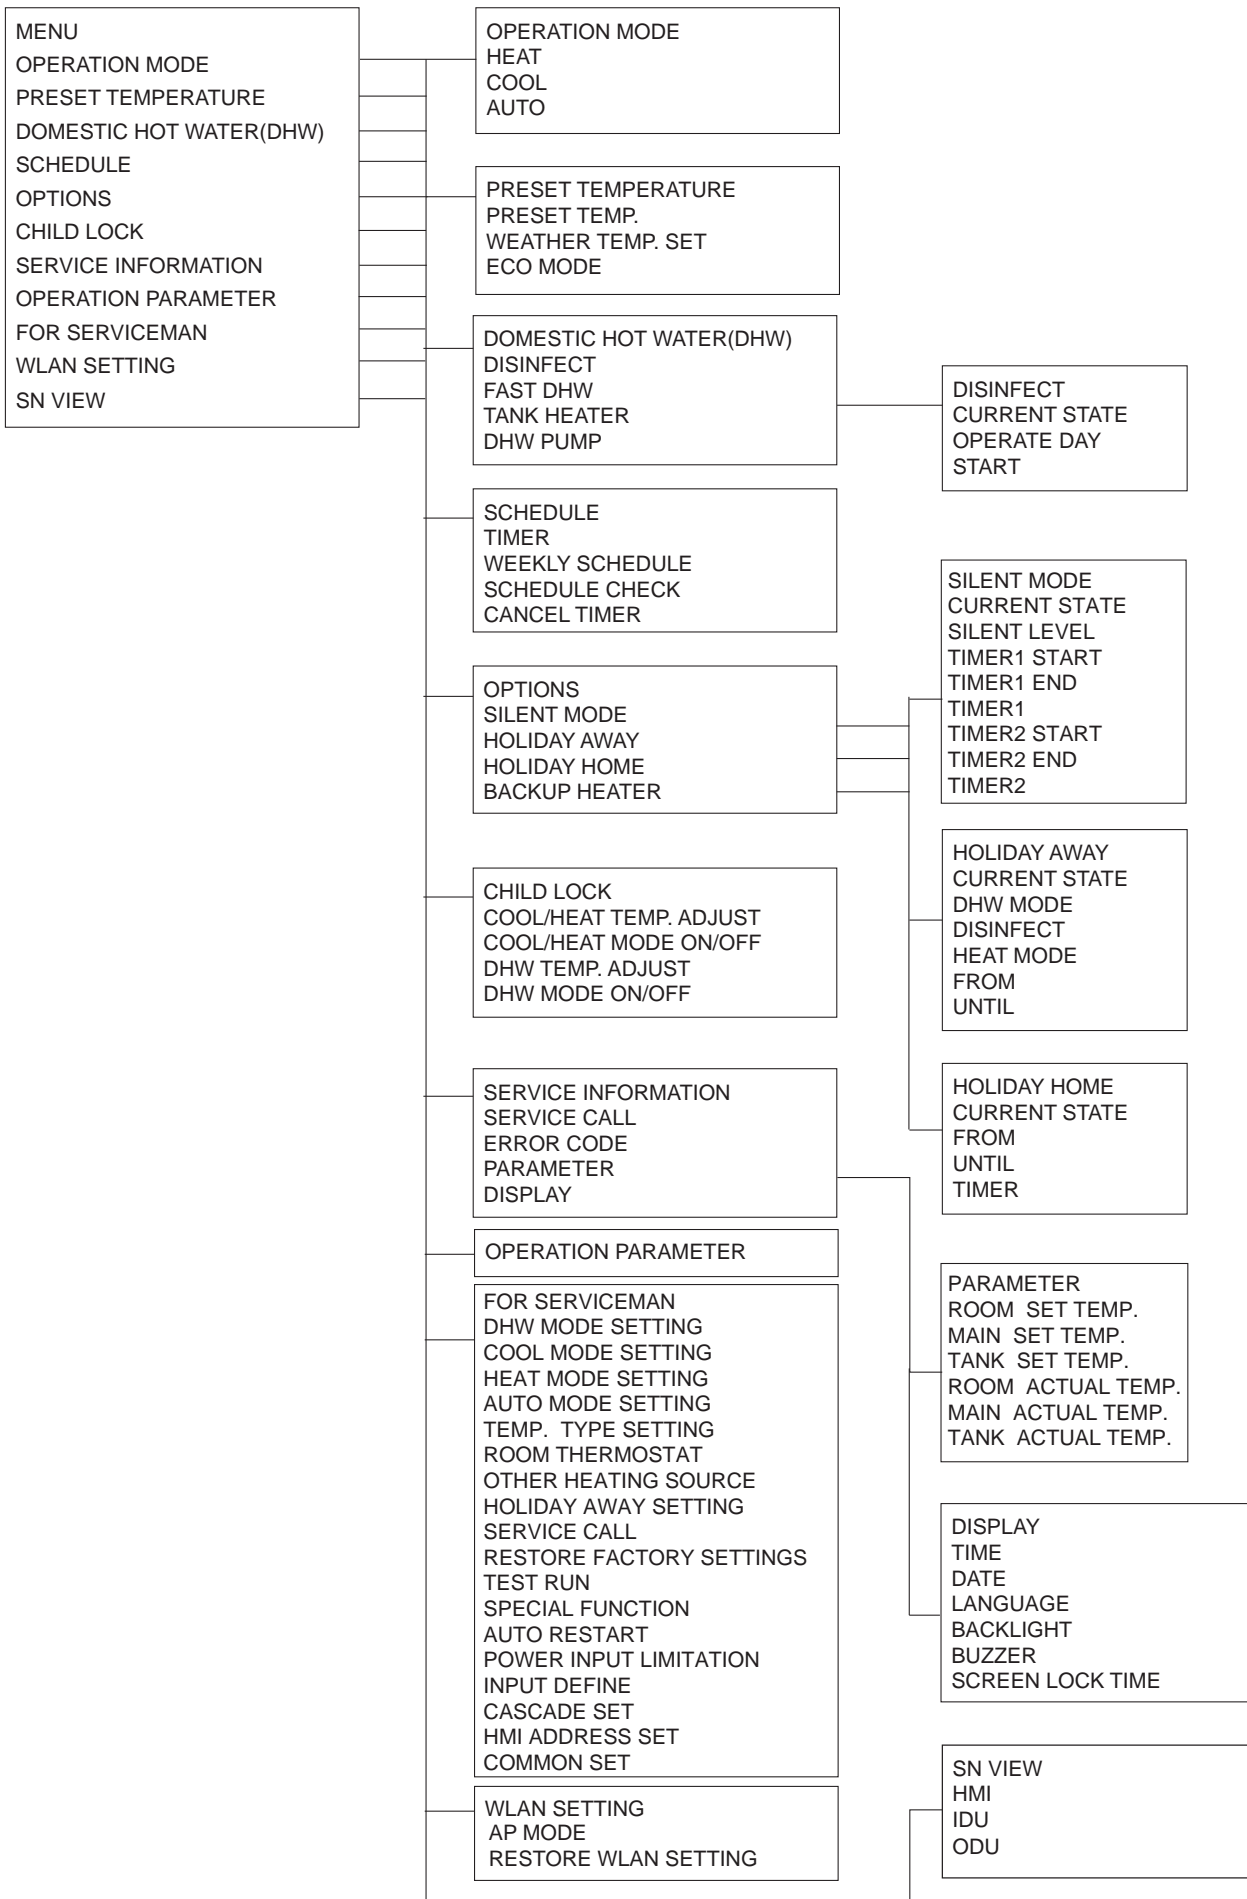 MENU
OPERATION MODE
PRESET TEMPERATURE
DOMESTIC HOT WATER(DHW)
SCHEDULE
OPTIONS
CHILD LOCK
SERVICE INFORMATION
OPERATION PARAMETER
FOR SERVICEMAN
WLAN SETTING
SN VIEW
OPERATION MODE
HEAT
COOL
AUTO
PRESET TEMPERATURE
PRESET TEMP.
WEATHER TEMP. SET
ECO MODE
DOMESTIC HOT WATER(DHW)
DISINFECT
FAST DHW
TANK HEATER
DHW PUMP
DISINFECT
CURRENT STATE
OPERATE DAY
START
SCHEDULE
TIMER
WEEKLY SCHEDULE
SCHEDULE CHECK
CANCEL TIMER
OPTIONS
SILENT MODE
HOLIDAY AWAY
HOLIDAY HOME
BACKUP HEATER
SILENT MODE
CURRENT STATE
SILENT LEVEL
TIMER1 START
TIMER1 END
TIMER1
TIMER2 START
TIMER2 END
TIMER2
HOLIDAY AWAY
CURRENT STATE
DHW MODE
DISINFECT
HEAT MODE
FROM
UNTIL
HOLIDAY HOME
CURRENT STATE
FROM
UNTIL
TIMER
CHILD LOCK
COOL/HEAT TEMP. ADJUST
COOL/HEAT MODE ON/OFF
DHW TEMP. ADJUST
DHW MODE ON/OFF
SERVICE INFORMATION
SERVICE CALL
ERROR CODE
PARAMETER
DISPLAY
PARAMETER
ROOM SET TEMP.
MAIN SET TEMP.
TANK SET TEMP.
ROOM ACTUAL TEMP.
MAIN ACTUAL TEMP.
TANK ACTUAL TEMP.
DISPLAY
TIME
DATE
LANGUAGE
BACKLIGHT
BUZZER
SCREEN LOCK TIME
OPERATION PARAMETER
FOR SERVICEMAN
DHW MODE SETTING
COOL MODE SETTING
HEAT MODE SETTING
AUTO MODE SETTING
TEMP. TYPE SETTING
ROOM THERMOSTAT
OTHER HEATING SOURCE
HOLIDAY AWAY SETTING
SERVICE CALL
RESTORE FACTORY SETTINGS
TEST RUN
SPECIAL FUNCTION
AUTO RESTART
POWER INPUT LIMITATION
INPUT DEFINE
CASCADE SET
HMI ADDRESS SET
COMMON SET
WLAN SETTING
AP MODE
RESTORE WLAN SETTING
SN VIEW
HMI
IDU
ODU